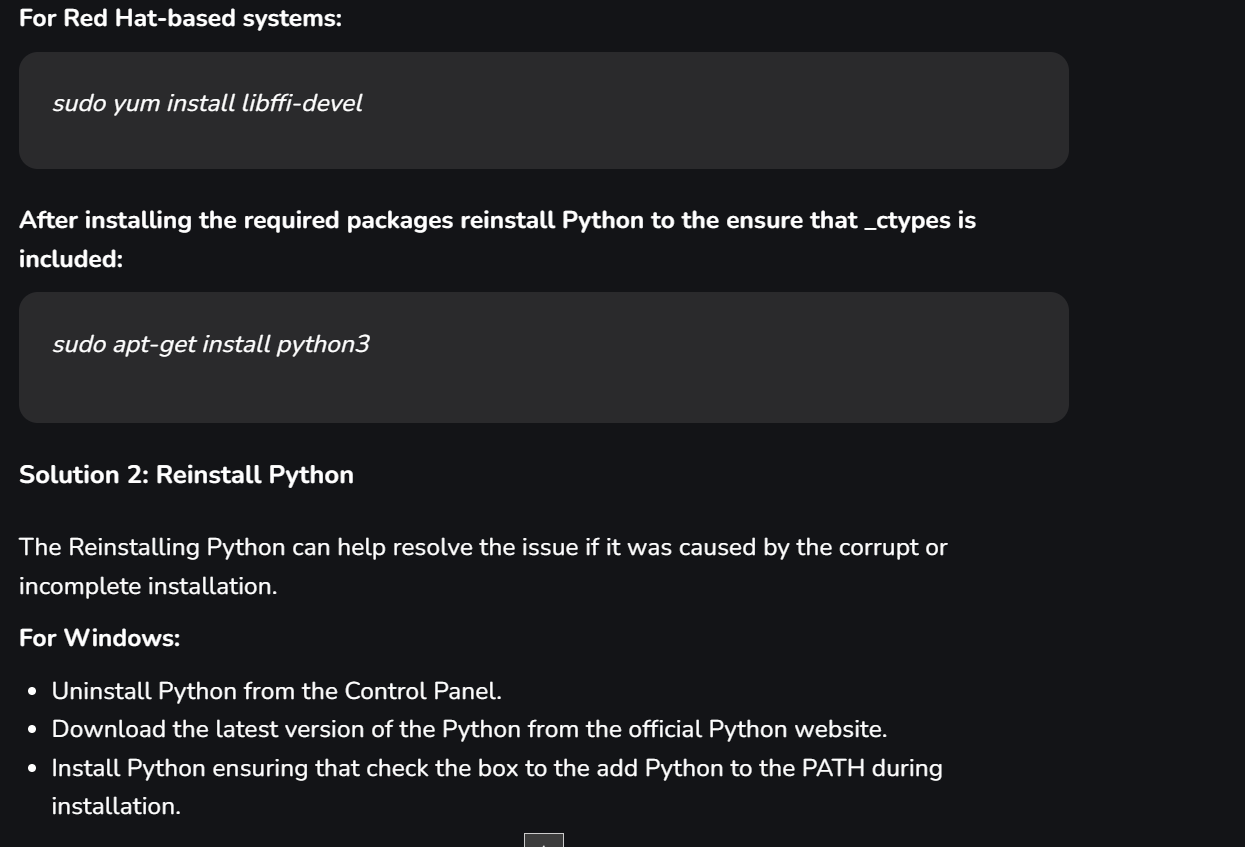 For Red Hat-based systems:
sudo yum install libffi-devel
After installing the required packages reinstall Python to the ensure that _ctypes is
included:
sudo apt-get install python3
Solution 2: Reinstall Python
The Reinstalling Python can help resolve the issue if it was caused by the corrupt or
incomplete installation.
For Windows:
• Uninstall Python from the Control Panel.
• Download the latest version of the Python from the official Python website.
• Install Python ensuring that check the box to the add Python to the PATH during
installation.